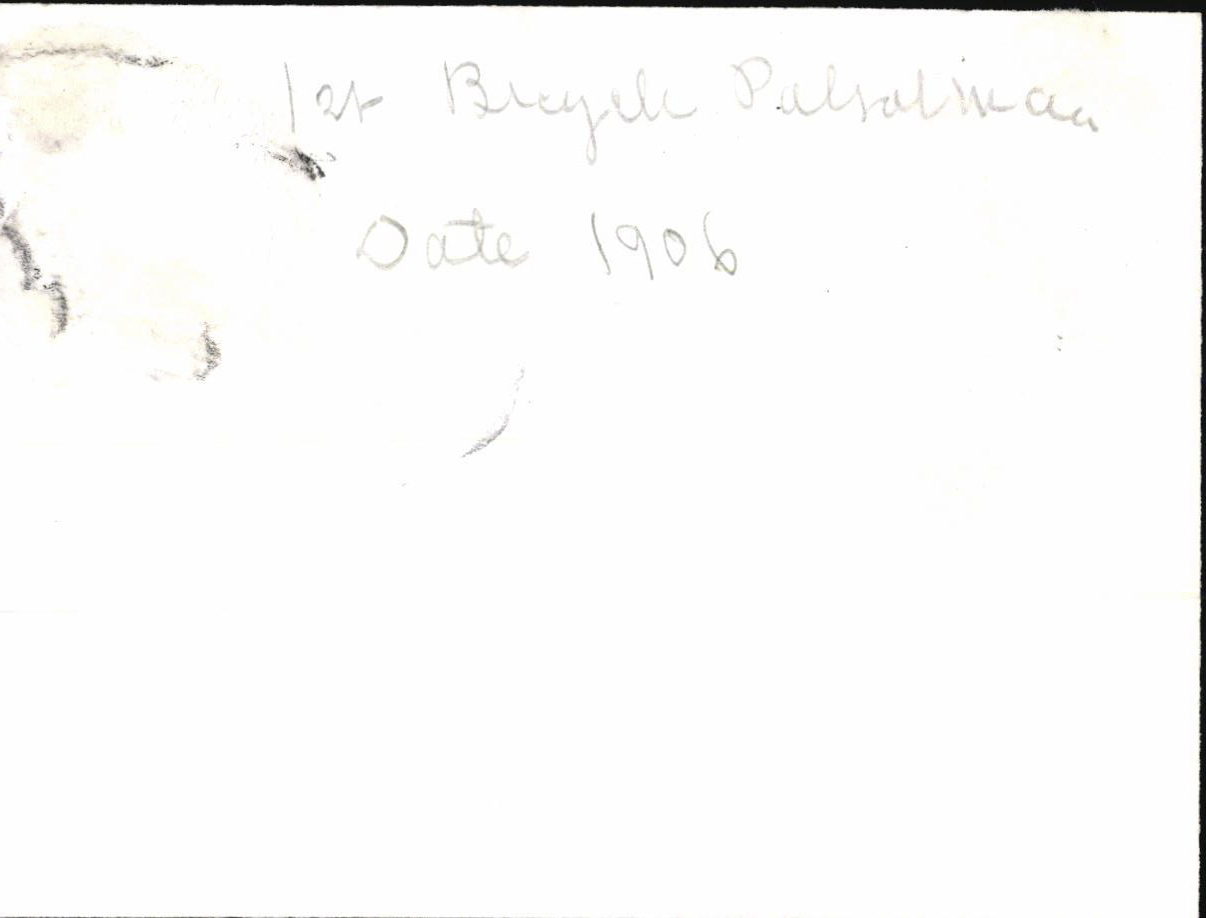 1st Bicycle Patrolman
Date 1906